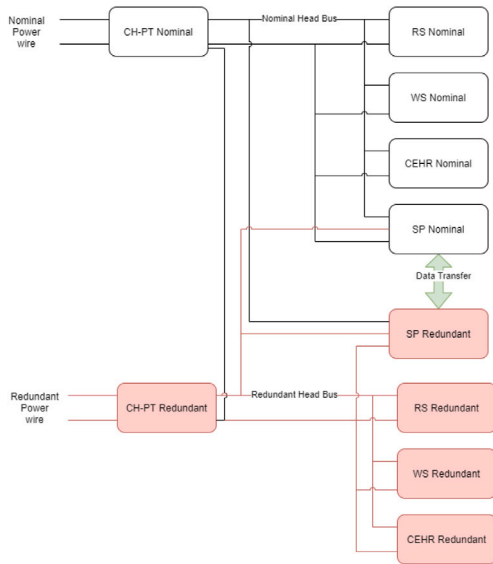 Nominal
Power
wire
CH-PT Nominal
Nominal Head Bus
RS Nominal
WS Nominal
CEHR Nominal
SP Nominal
Data Transfer
SP Redundant
Redundant
Power
wire
CH-PT Redundant
Redundant Head Bus
RS Redundant
WS Redundant
CEHR Redundant